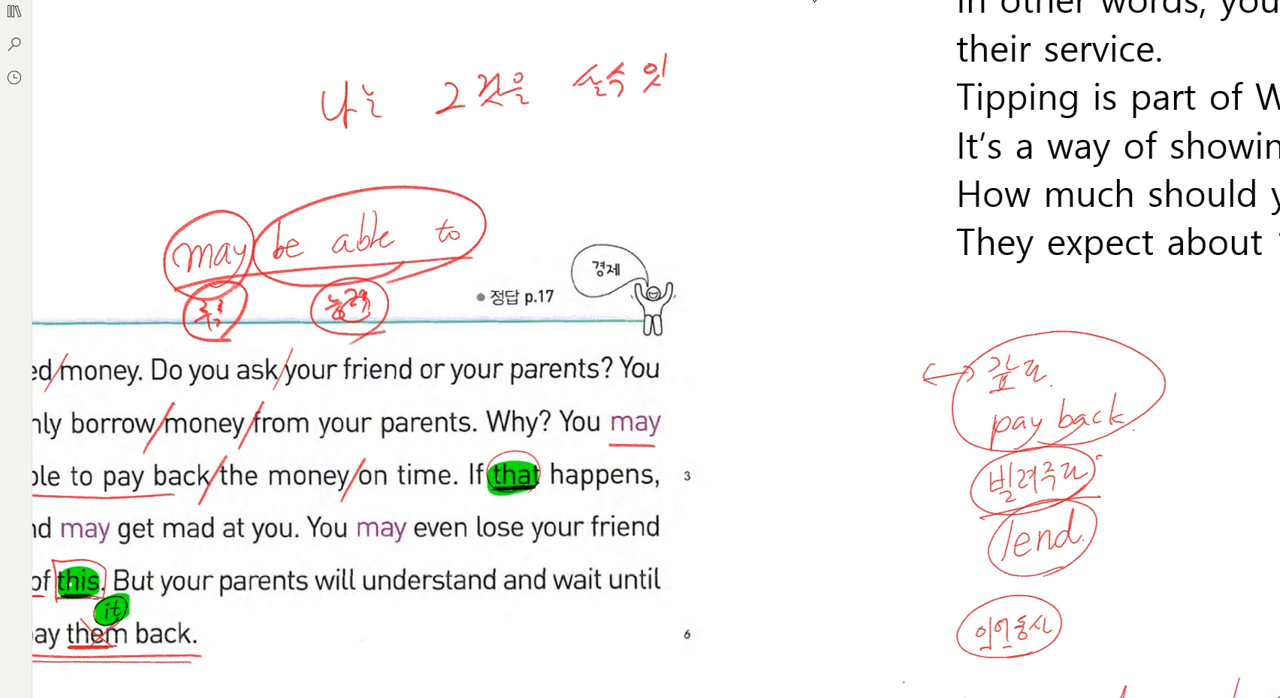 나는 그것을 살수 있
may be able to
추 능력
경제
● 정답 p.17
ed money. Do you ask your friend or your parents? You
nly borrow money from your parents. Why? You may
ble to pay back the money on time. If that happens, 3
nd may get mad at you. You may even lose your friend
of this. But your parents will understand and wait until
it
ay them back. 6
In other words, you
their service.
Tipping is part of W
It's a way of showin
How much should y
They expect about
갚다.
pay back.
빌려주다
lend.
이어동사